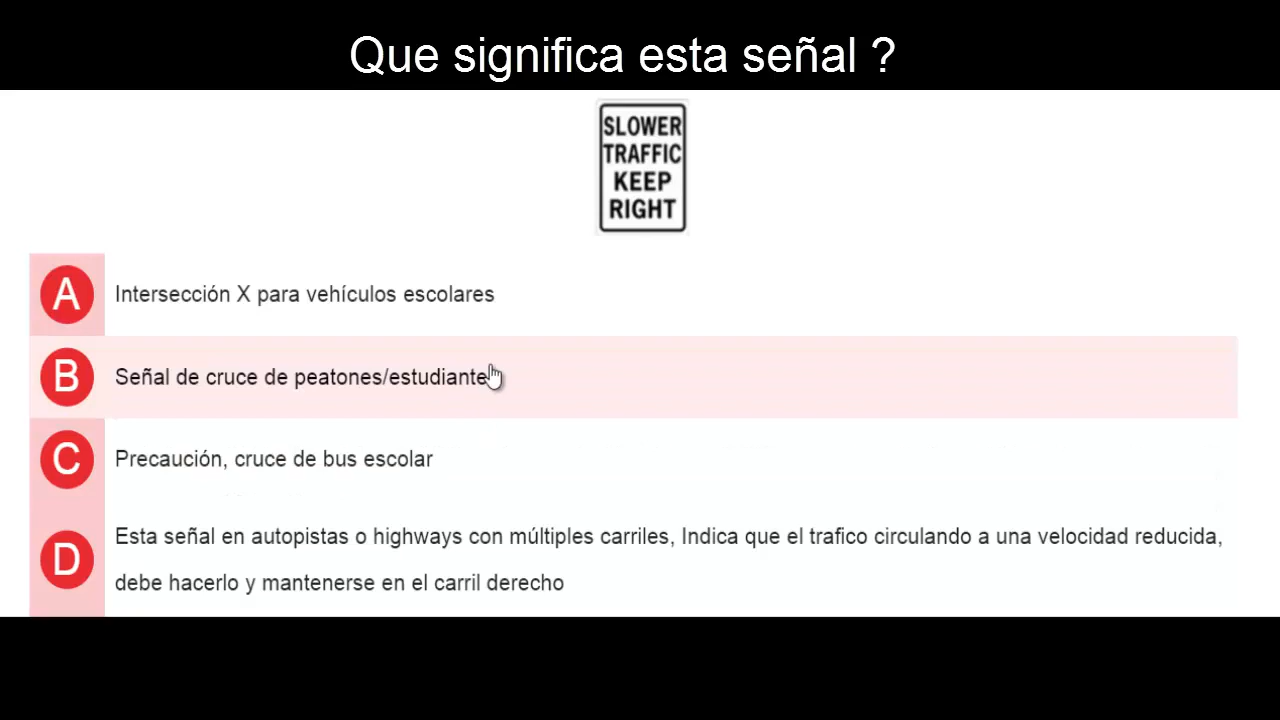 Que significa esta señal ?
SLOWER
TRAFFIC
KEEP
RIGHT
A
Intersección X para vehículos escolares
B
Señal de cruce de peatones/estudiante
C
Precaución, cruce de bus escolar
D
Esta señal en autopistas o highways con múltiples carriles, Indica que el trafico circulando a una velocidad reducida,
debe hacerlo y mantenerse en el carril derecho